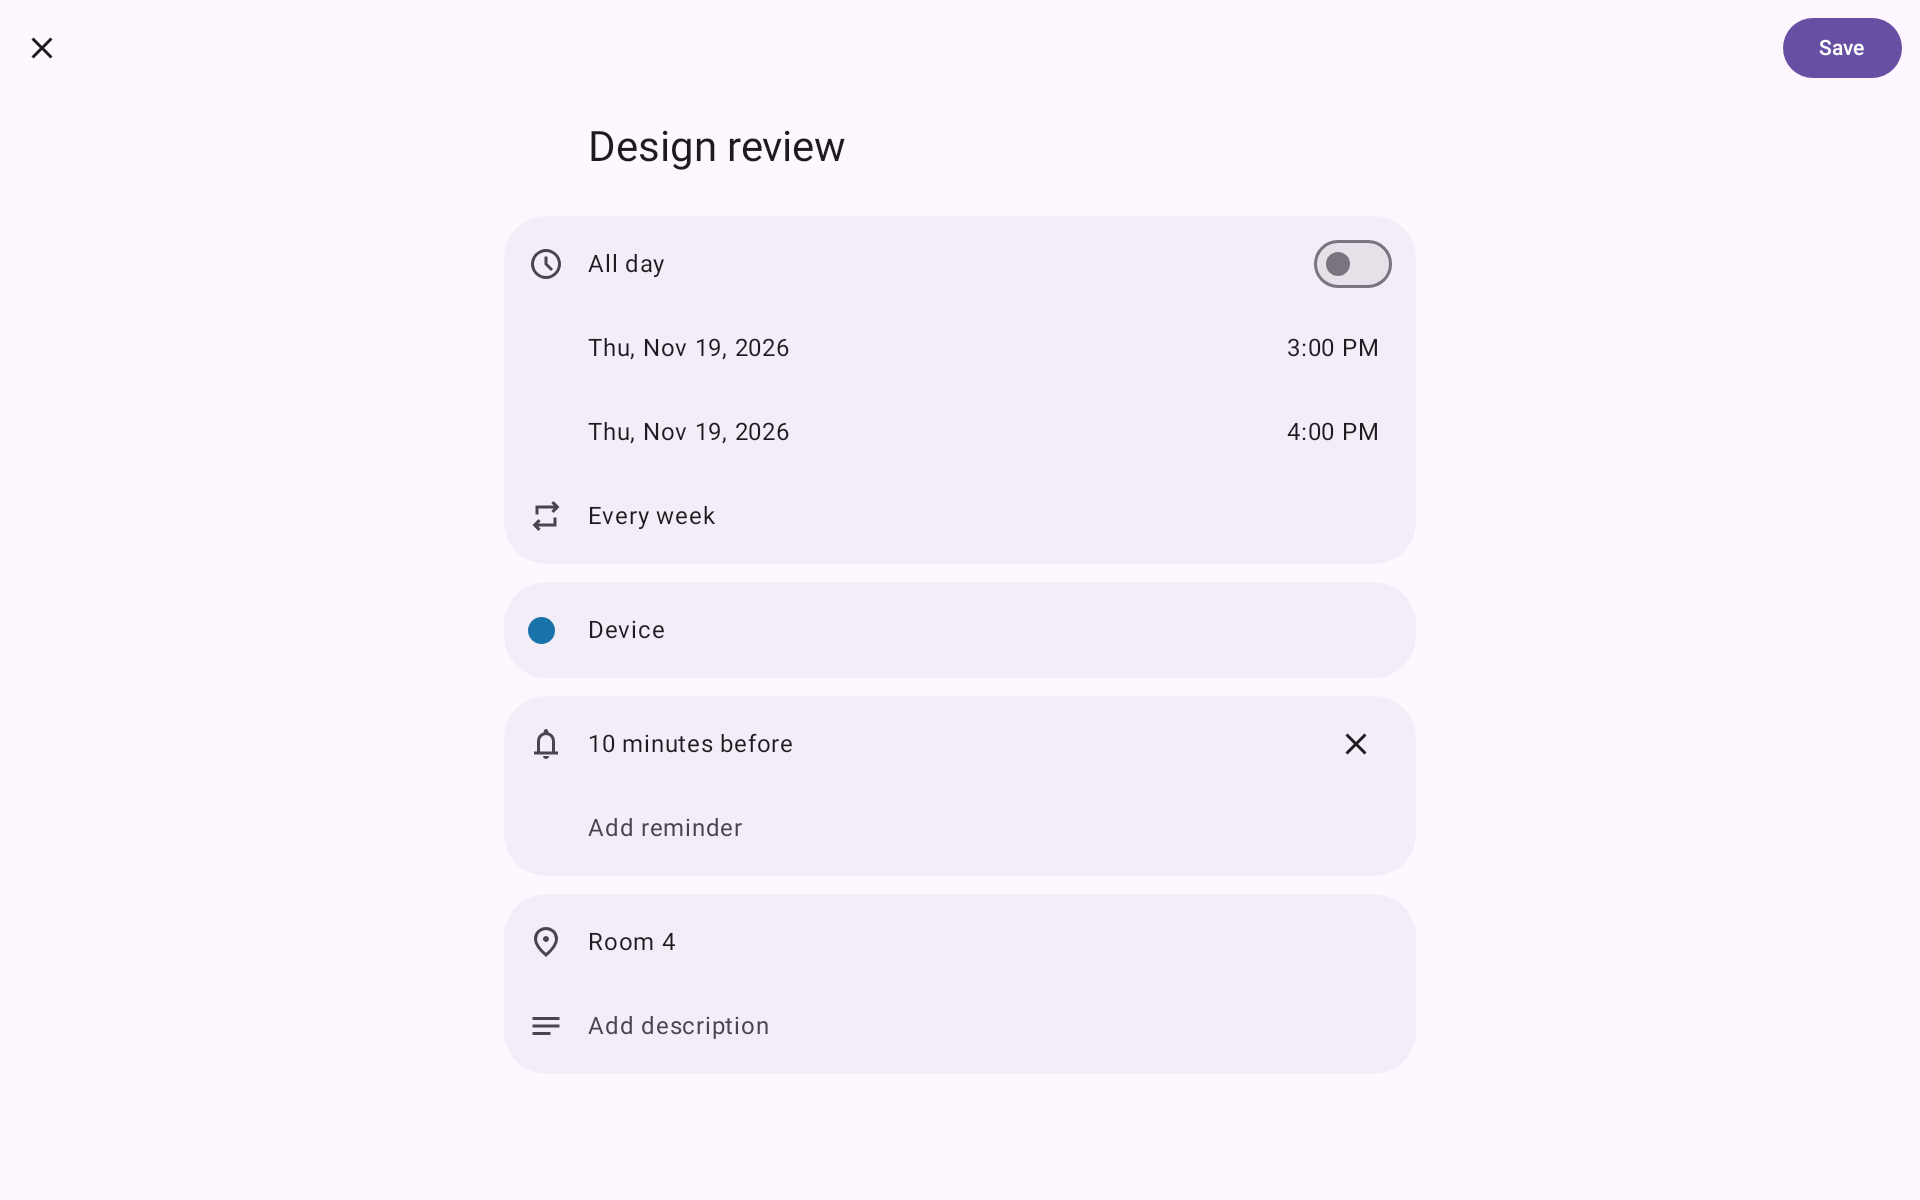 Save
Design review
All day
Thu, Nov 19, 2026 3:00 PM
Thu, Nov 19, 2026 4:00 PM
Every week
Device
10 minutes before
Add reminder
Room 4
Add description